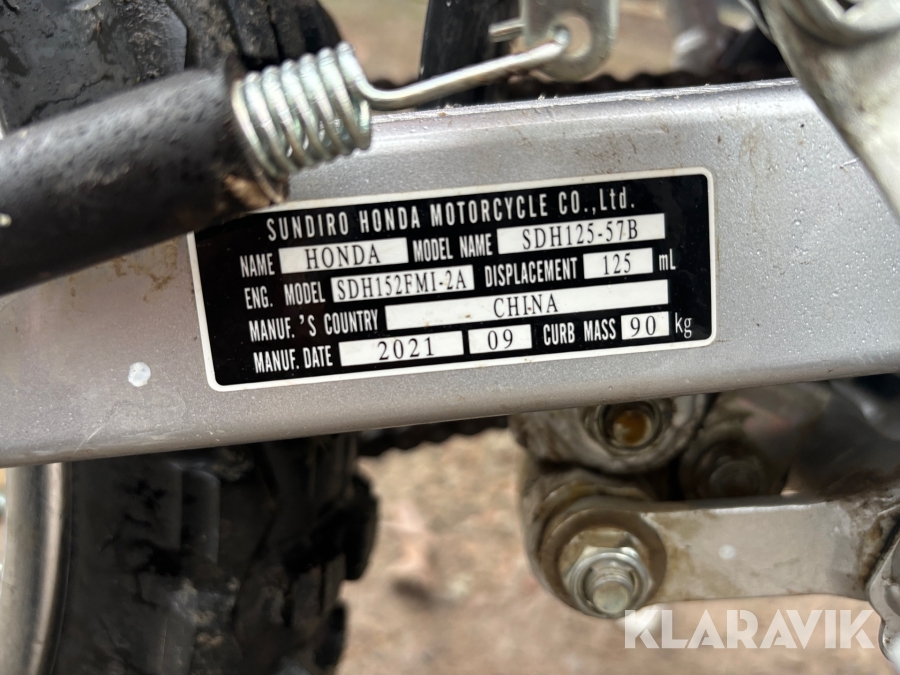 SUNDIRO HONDA MOTORCYCLE CO.,Ltd.
NAME HONDA MODEL NAME SDH125-57B
ENG. MODEL SDH152FMI-2A DISPLACEMENT 125 mL
MANUF.'S COUNTRY CHINA
MANUF. DATE 2021 09 CURB MASS 90 kg
KLARAVIK